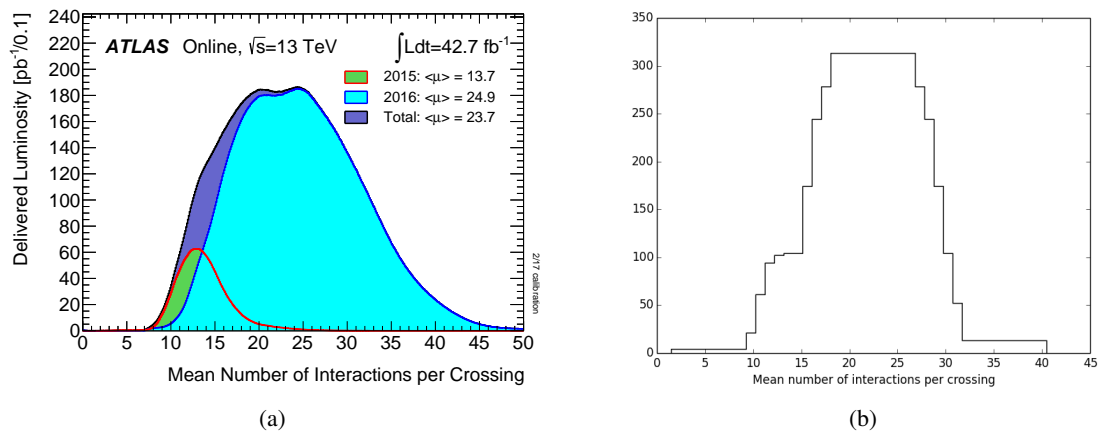 ATLAS Online, √s=13 TeV ∫Ldt=42.7 fb⁻¹
2015: <μ> = 13.7
2016: <μ> = 24.9
Total: <μ> = 23.7
Delivered Luminosity [pb⁻¹/0.1]
240
220
200
180
160
140
120
100
80
60
40
20
0
0 5 10 15 20 25 30 35 40 45 50
Mean Number of Interactions per Crossing
2/17 calibration
(a)
350
300
250
200
150
100
50
0
0 5 10 15 20 25 30 35 40 45
Mean number of interactions per crossing
(b)